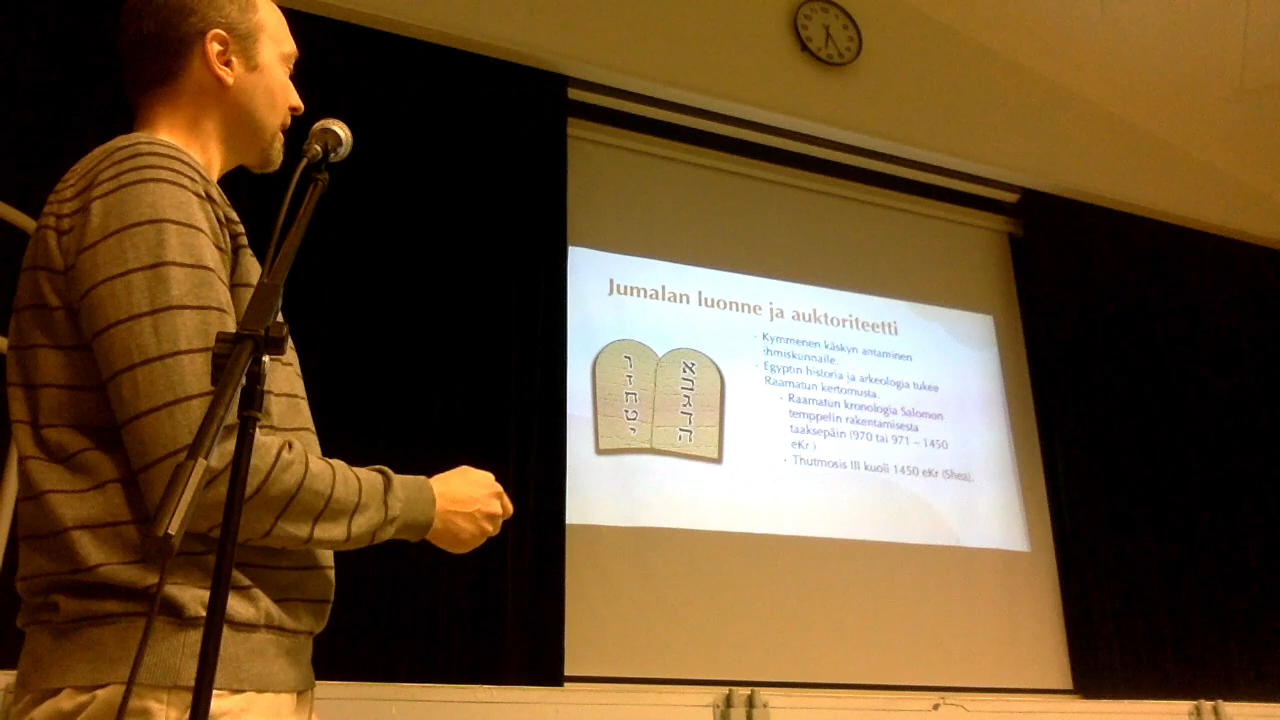 Jumalan luonne ja auktoriteetti
- Kymmenen käskyn antaminen
ihmiskunnalle.
- Egyptin historia ja arkeologia tukee
Raamatun kertomusta.
- Raamatun kronologia Salomon
temppelin rakentamisesta
taaksepäin (970 tai 971 – 1450
eKr.)
- Thutmosis III kuoli 1450 eKr (Shea).
ו א
ז ב
ח ג
ט ד
י ה